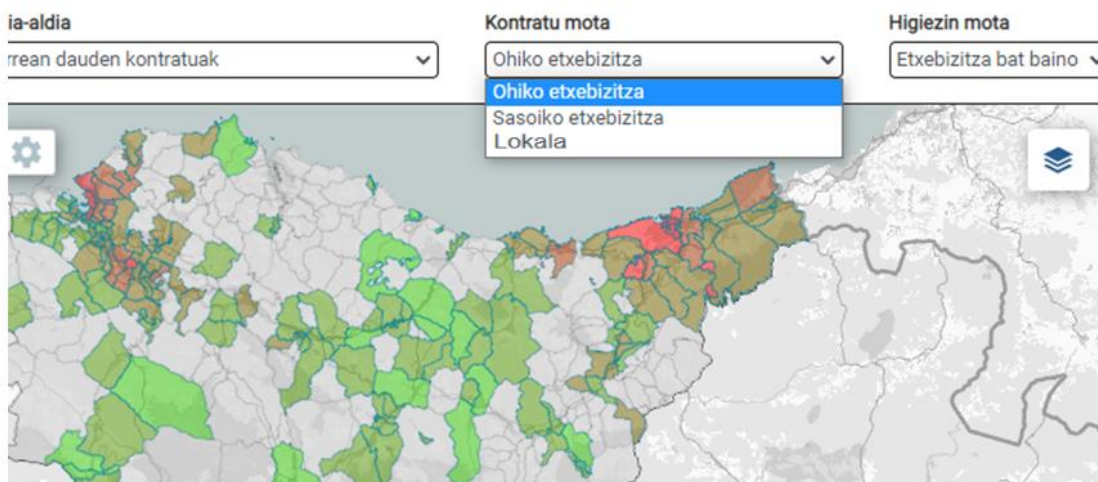 ia-aldia
Kontratu mota
Higiezin mota
rrean dauden kontratuak
Ohiko etxebizitza
Etxebizitza bat baino
Ohiko etxebizitza
Sasoiko etxebizitza
Lokala